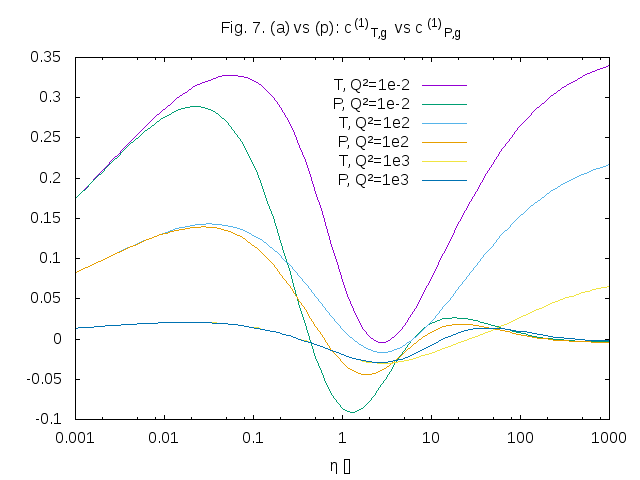 Fig. 7. (a) vs (p): c(1)T,g vs c(1)P,g
0.35
0.3
0.25
0.2
0.15
0.1
0.05
0
-0.05
-0.1
T, Q²=1e-2
P, Q²=1e-2
T, Q²=1e2
P, Q²=1e2
T, Q²=1e3
P, Q²=1e3
0.001 0.01 0.1 1 10 100 1000
η []